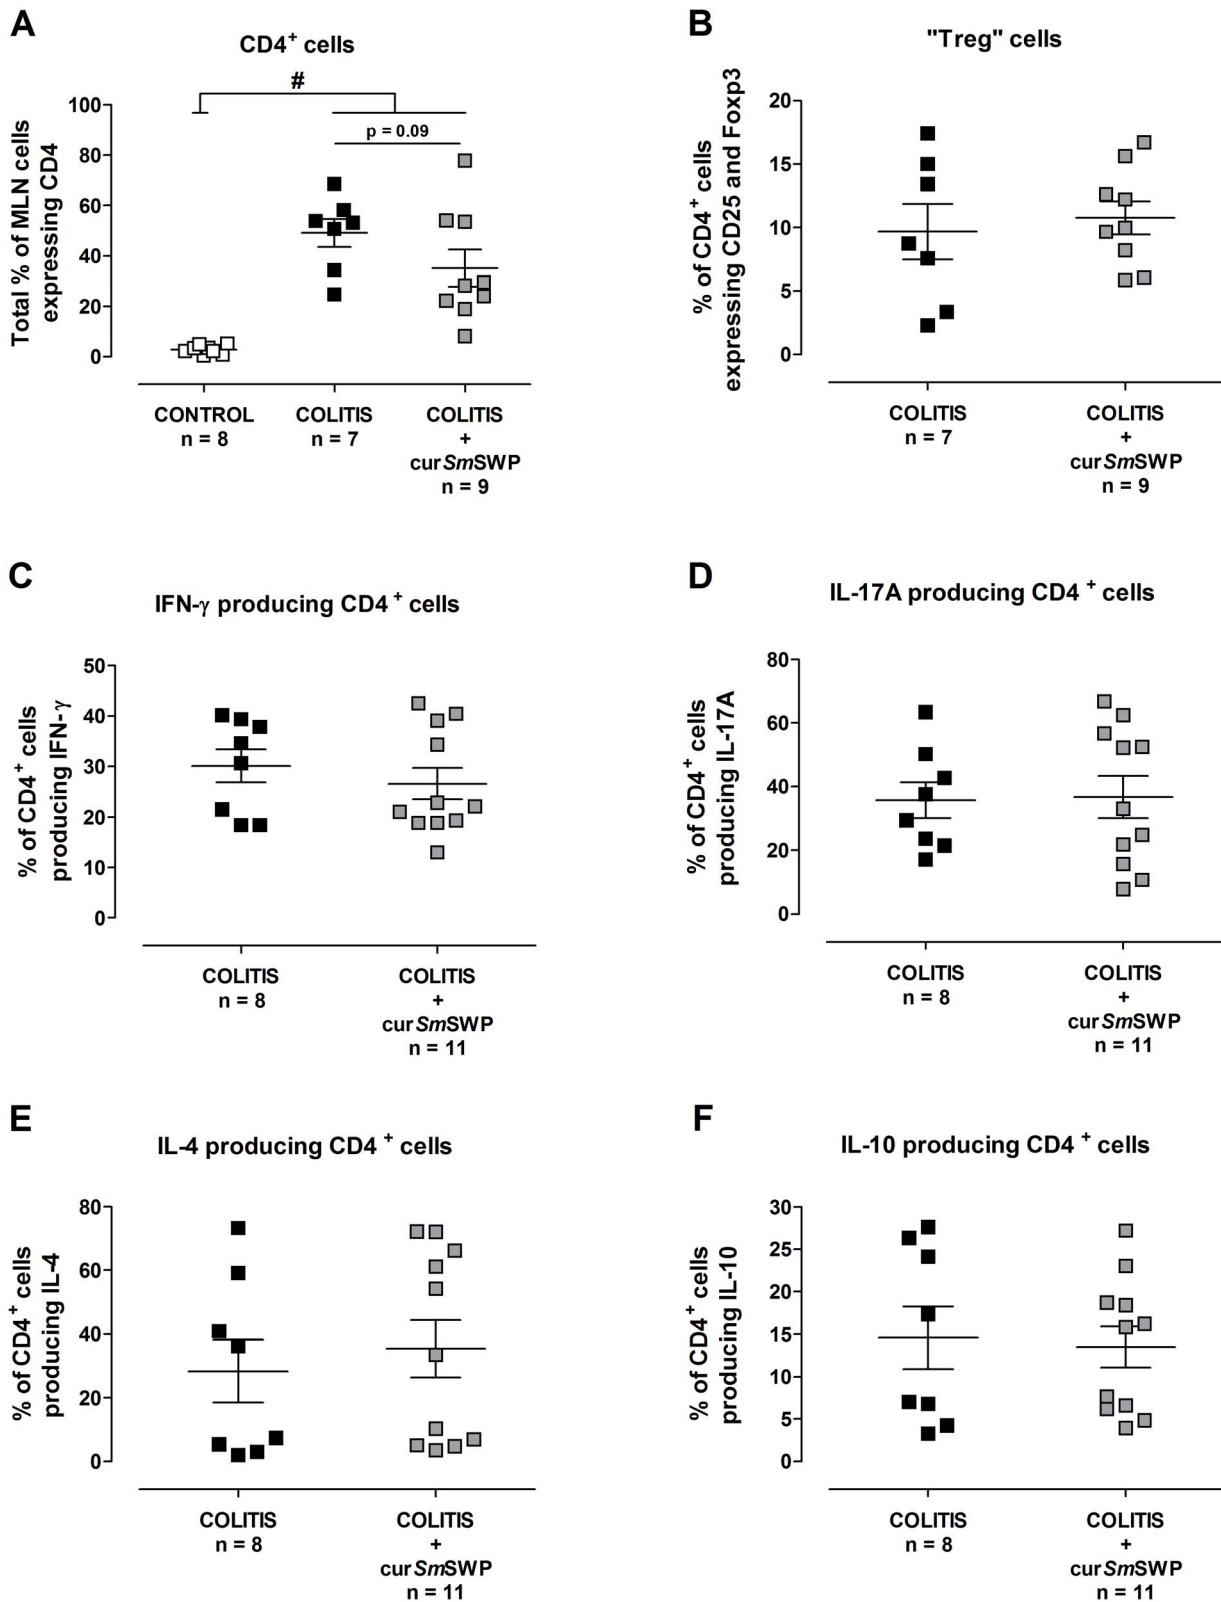 A
CD4+ cells
#
p = 0.09
Total % of MLN cells
expressing CD4
100
80
60
40
20
0
CONTROL
n = 8
COLITIS
n = 7
COLITIS
+
curSmSWP
n = 9
B
"Treg" cells
% of CD4+ cells
expressing CD25 and Foxp3
20
15
10
5
0
COLITIS
n = 7
COLITIS
+
curSmSWP
n = 9
C
IFN-γ producing CD4+ cells
% of CD4+ cells
producing IFN-γ
50
40
30
20
10
0
COLITIS
n = 8
COLITIS
+
curSmSWP
n = 11
D
IL-17A producing CD4+ cells
% of CD4+ cells
producing IL-17A
80
60
40
20
0
COLITIS
n = 8
COLITIS
+
curSmSWP
n = 11
E
IL-4 producing CD4+ cells
% of CD4+ cells
producing IL-4
80
60
40
20
0
COLITIS
n = 8
COLITIS
+
curSmSWP
n = 11
F
IL-10 producing CD4+ cells
% of CD4+ cells
producing IL-10
30
25
20
15
10
5
0
COLITIS
n = 8
COLITIS
+
curSmSWP
n = 11